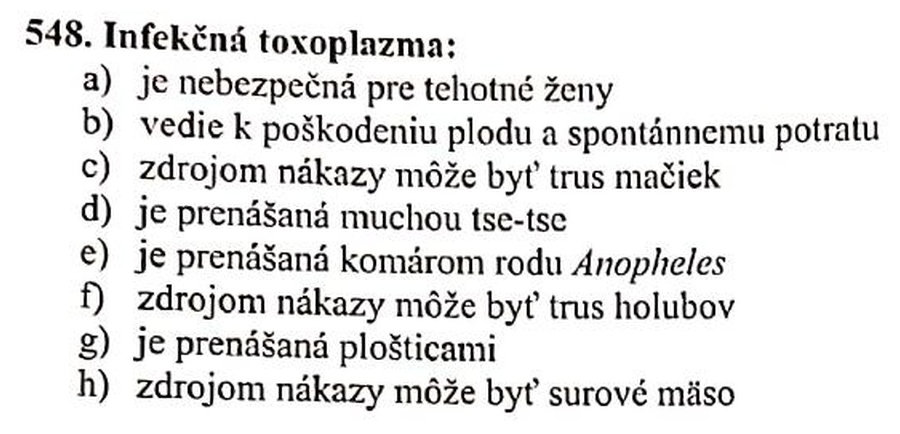 548. Infekčná toxoplazma:
a) je nebezpečná pre tehotné ženy
b) vedie k poškodeniu plodu a spontánnemu potratu
c) zdrojom nákazy môže byť trus mačiek
d) je prenášaná muchou tse-tse
e) je prenášaná komárom rodu Anopheles
f) zdrojom nákazy môže byť trus holubov
g) je prenášaná plošticami
h) zdrojom nákazy môže byť surové mäso